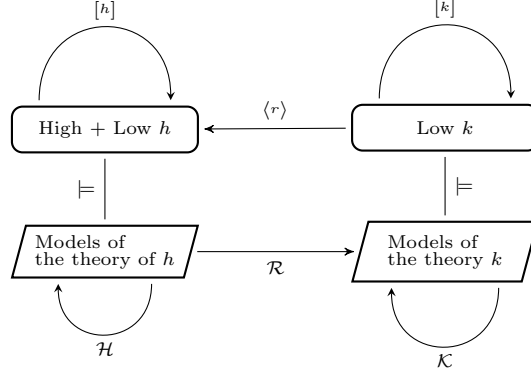 [h]
[k]
High + Low h
⟨r⟩
Low k
⊨
⊨
Models of
the theory of h
Models of
the theory k
ℛ
ℋ
𝒦